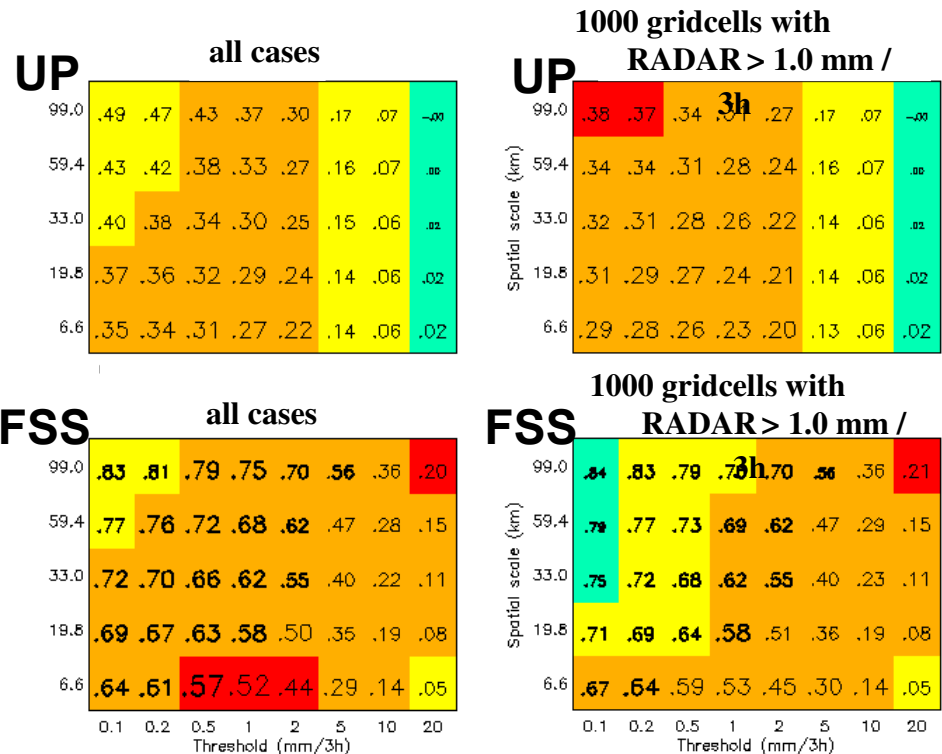 UP
all cases
99.0 .49 .47 .43 .37 .30 .17 .07 -.00
59.4 .43 .42 .38 .33 .27 .16 .07 .00
33.0 .40 .38 .34 .30 .25 .15 .06 .02
19.8 .37 .36 .32 .29 .24 .14 .06 .02
6.6 .35 .34 .31 .27 .22 .14 .06 .02
UP
1000 gridcells with
RADAR > 1.0 mm /
3h
Spatial scale (km)
99.0 .38 .37 .34 .27 .17 .07 -.00
59.4 .34 .34 .31 .28 .24 .16 .07 .00
33.0 .32 .31 .28 .26 .22 .14 .06 .02
19.8 .31 .29 .27 .24 .21 .14 .06 .02
6.6 .29 .28 .26 .23 .20 .13 .06 .02
FSS
all cases
99.0 .83 .81 .79 .75 .70 .56 .36 .20
59.4 .77 .76 .72 .68 .62 .47 .28 .15
33.0 .72 .70 .66 .62 .55 .40 .22 .11
19.8 .69 .67 .63 .58 .50 .35 .19 .08
6.6 .64 .61 .57 .52 .44 .29 .14 .05
0.1 0.2 0.5 1 2 5 10 20
Threshold (mm/3h)
FSS
1000 gridcells with
RADAR > 1.0 mm /
3h
Spatial scale (km)
99.0 .84 .83 .79 .70 .56 .36 .21
59.4 .79 .77 .73 .69 .62 .47 .29 .15
33.0 .75 .72 .68 .62 .55 .40 .23 .11
19.8 .71 .69 .64 .58 .51 .36 .19 .08
6.6 .67 .64 .59 .53 .45 .30 .14 .05
0.1 0.2 0.5 1 2 5 10 20
Threshold (mm/3h)